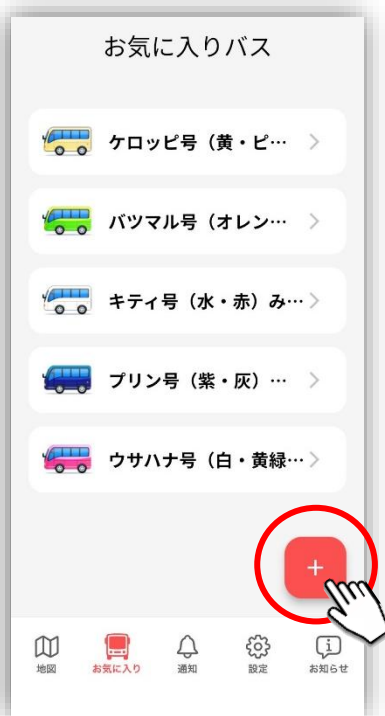 お気に入りバス
ケロッピ号（黄・ピ…
バツマル号（オレン…
キティ号（水・赤）み…
プリン号（紫・灰）…
ウサハナ号（白・黄緑…
+
地図 お気に入り 通知 設定 お知らせ